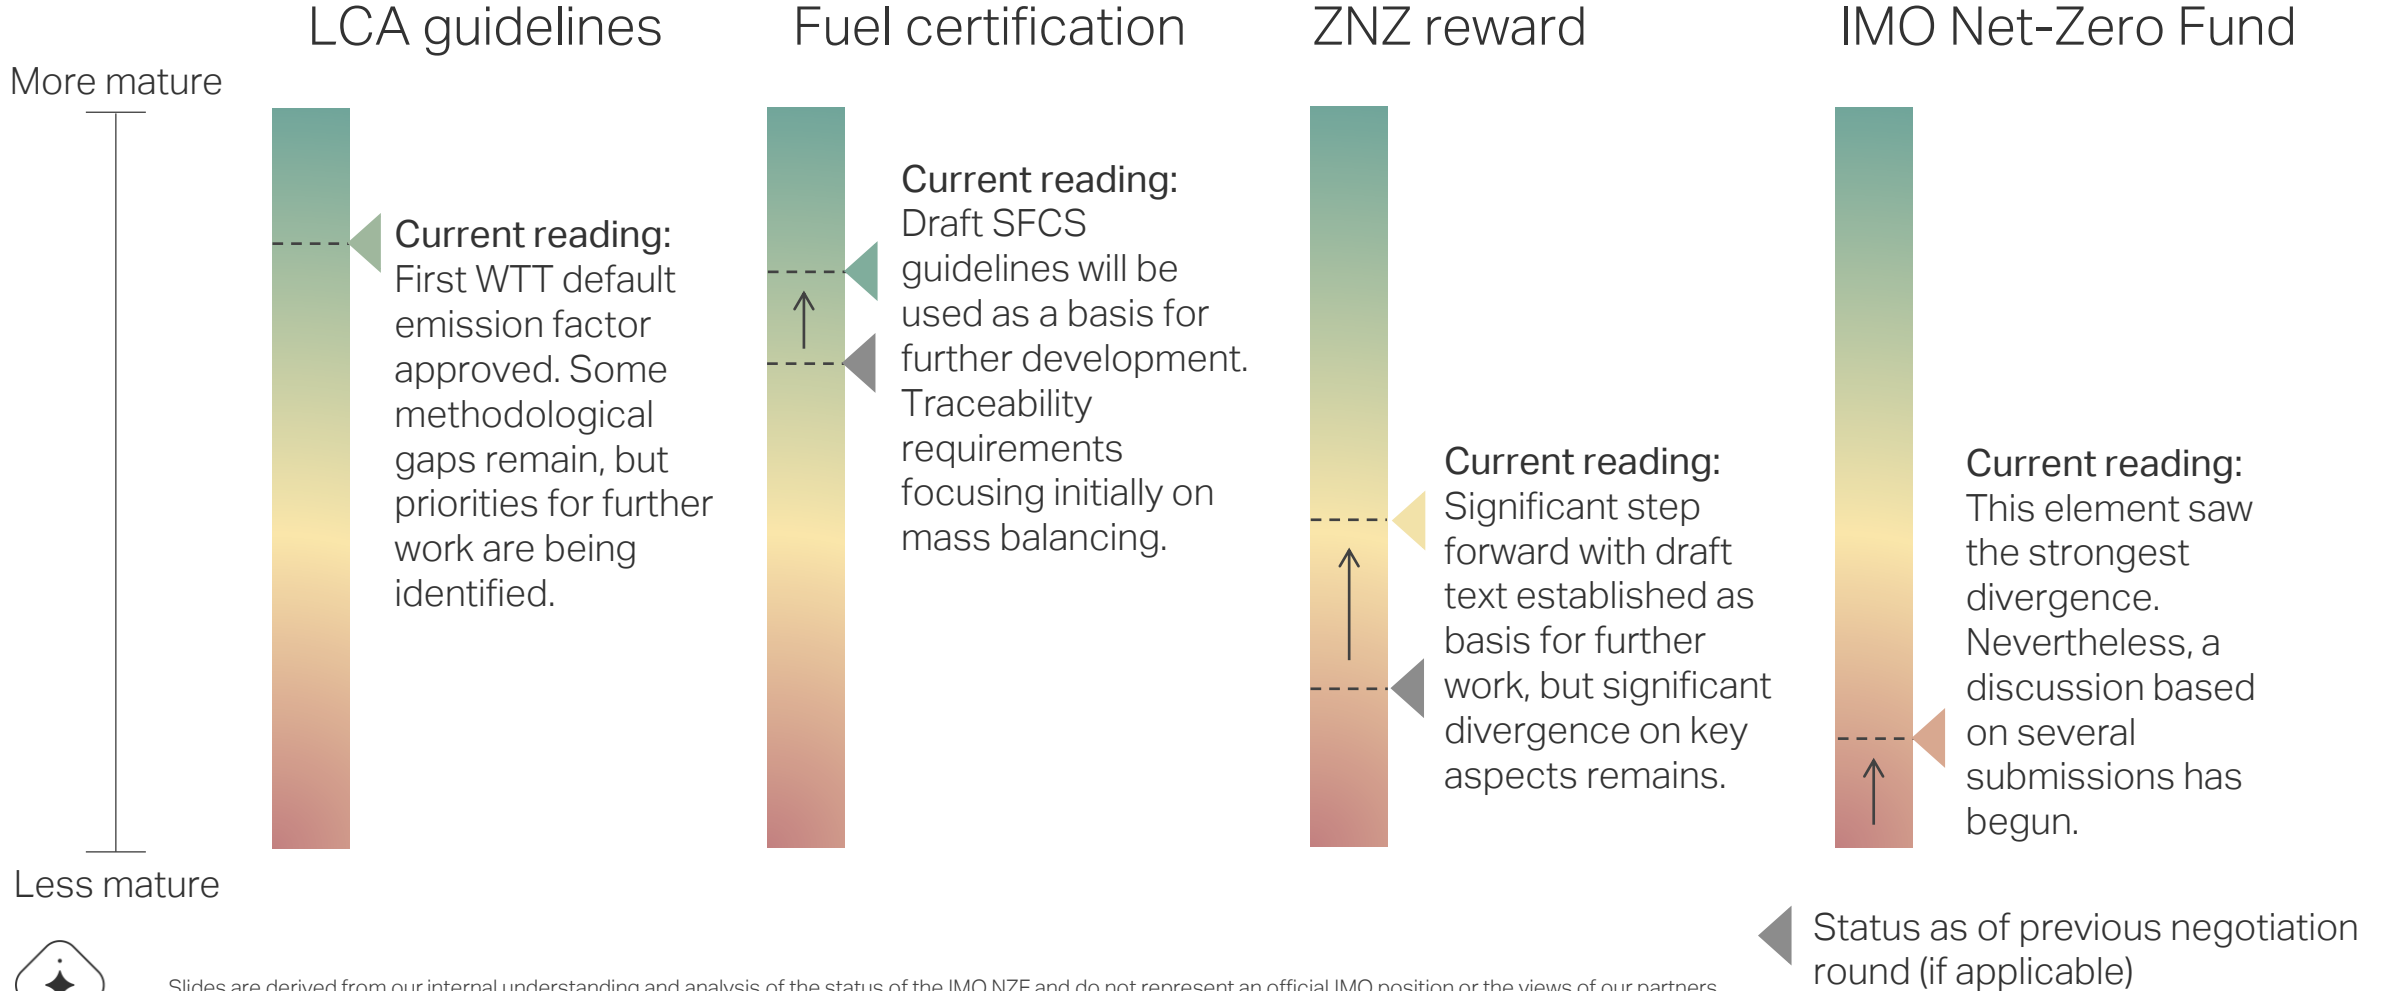 LCA guidelines
Fuel certification
ZNZ reward
IMO Net-Zero Fund
More mature
Less mature
Current reading:
First WTT default
emission factor
approved. Some
methodological
gaps remain, but
priorities for further
work are being
identified.
Current reading:
Draft SFCS
guidelines will be
used as a basis for
further development.
Traceability
requirements
focusing initially on
mass balancing.
Current reading:
Significant step
forward with draft
text established as
basis for further
work, but significant
divergence on key
aspects remains.
Current reading:
This element saw
the strongest
divergence.
Nevertheless, a
discussion based
on several
submissions has
begun.
Status as of previous negotiation
round (if applicable)
Slides are derived from our internal understanding and analysis of the status of the IMO NZF and do not represent an official IMO position or the views of our partners